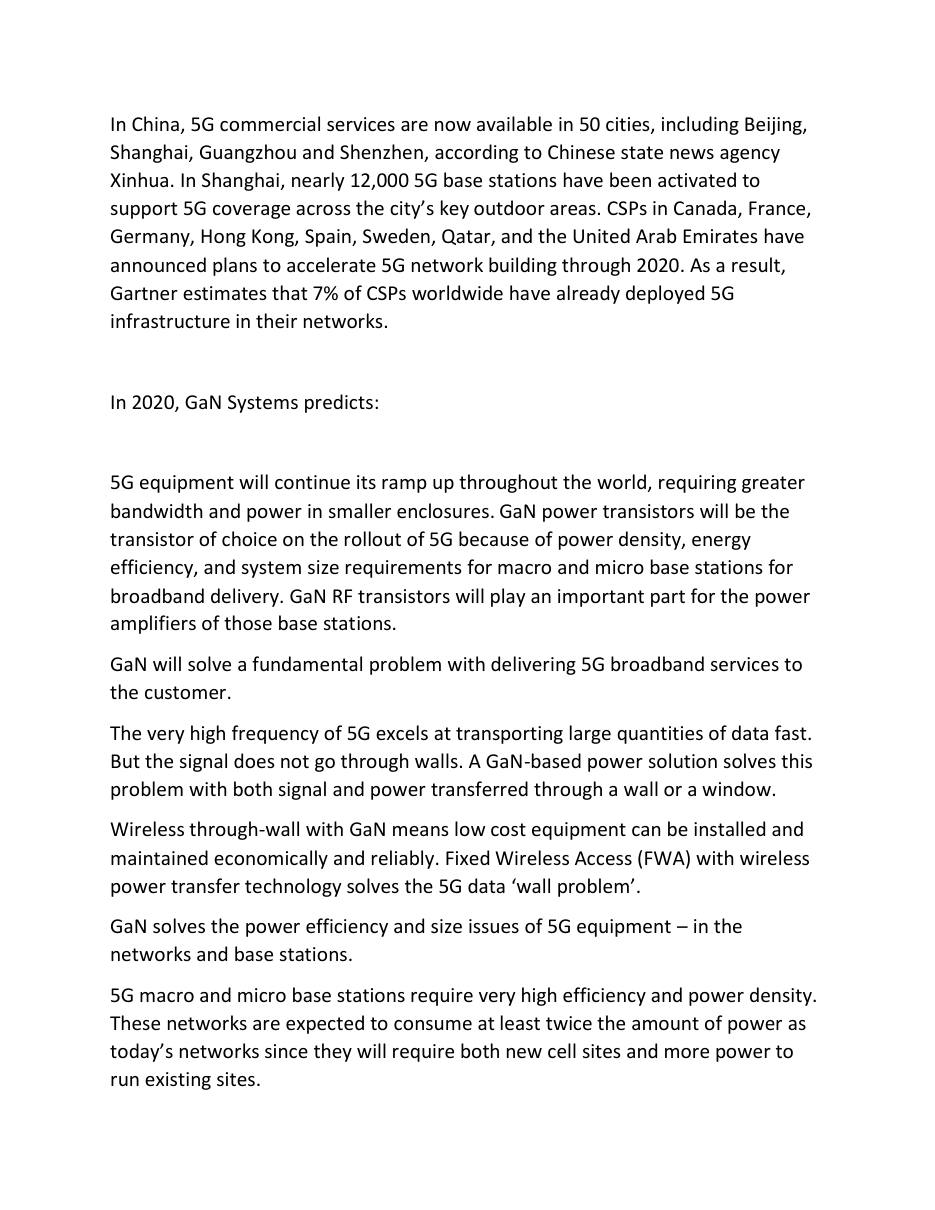 In China, 5G commercial services are now available in 50 cities, including Beijing,
Shanghai, Guangzhou and Shenzhen, according to Chinese state news agency
Xinhua. In Shanghai, nearly 12,000 5G base stations have been activated to
support 5G coverage across the city’s key outdoor areas. CSPs in Canada, France,
Germany, Hong Kong, Spain, Sweden, Qatar, and the United Arab Emirates have
announced plans to accelerate 5G network building through 2020. As a result,
Gartner estimates that 7% of CSPs worldwide have already deployed 5G
infrastructure in their networks.
In 2020, GaN Systems predicts:
5G equipment will continue its ramp up throughout the world, requiring greater
bandwidth and power in smaller enclosures. GaN power transistors will be the
transistor of choice on the rollout of 5G because of power density, energy
efficiency, and system size requirements for macro and micro base stations for
broadband delivery. GaN RF transistors will play an important part for the power
amplifiers of those base stations.
GaN will solve a fundamental problem with delivering 5G broadband services to
the customer.
The very high frequency of 5G excels at transporting large quantities of data fast.
But the signal does not go through walls. A GaN-based power solution solves this
problem with both signal and power transferred through a wall or a window.
Wireless through-wall with GaN means low cost equipment can be installed and
maintained economically and reliably. Fixed Wireless Access (FWA) with wireless
power transfer technology solves the 5G data ‘wall problem’.
GaN solves the power efficiency and size issues of 5G equipment – in the
networks and base stations.
5G macro and micro base stations require very high efficiency and power density.
These networks are expected to consume at least twice the amount of power as
today’s networks since they will require both new cell sites and more power to
run existing sites.